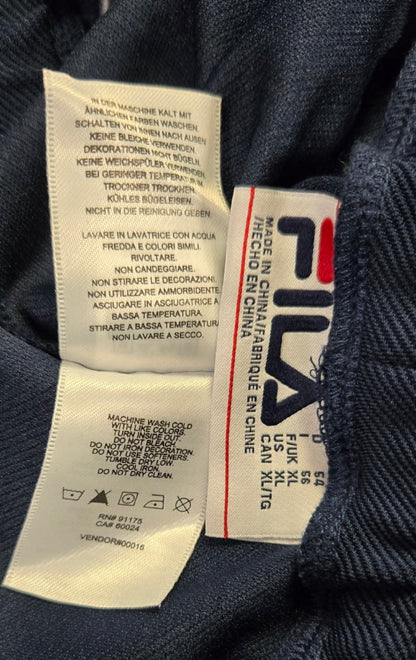 IN DER MASCHINE KALT MIT
ÄHNLICHEN FARBEN WASCHEN.
SCHALTEN VON INNEN NACH AUßEN
KEINE BLEICHE VERWENDEN
DEKORATIONEN NICHT BÜGELN.
KEINE WEICHSPÜLER VERWENDEN.
BEI GERINGER TEMPERATUR IM
TROCKNER TROCKNEN.
KÜHLES BÜGELEISEN.
NICHT IN DIE REINIGUNG GEBEN.
LAVARE IN LAVATRICE CON ACQUA
FREDDA E COLORI SIMILI.
RIVOLTARE.
NON CANDEGGIARE.
NON STIRARE LE DECORAZIONI.
NON UTILIZZARE AMMORBIDENTE.
ASCIUGARE IN ASCIUGATRICE A
BASSA TEMPERATURA.
STIRARE A BASSA TEMPERATURA
NON LAVARE A SECCO.
MACHINE WASH COLD
WITH LIKE COLORS.
TURN INSIDE OUT.
DO NOT BLEACH.
DO NOT IRON DECORATION.
DO NOT USE SOFTENERS.
TUMBLE DRY LOW.
COOL IRON.
DO NOT DRY CLEAN.
RN# 91175
CA# 60024
VENDOR#00016
FILA
MADE IN CHINA/FABRIQUÉ EN CHINE
/HECHO EN CHINA
D 54
I 56
F/UK XL
US XL
CAN XL/TG